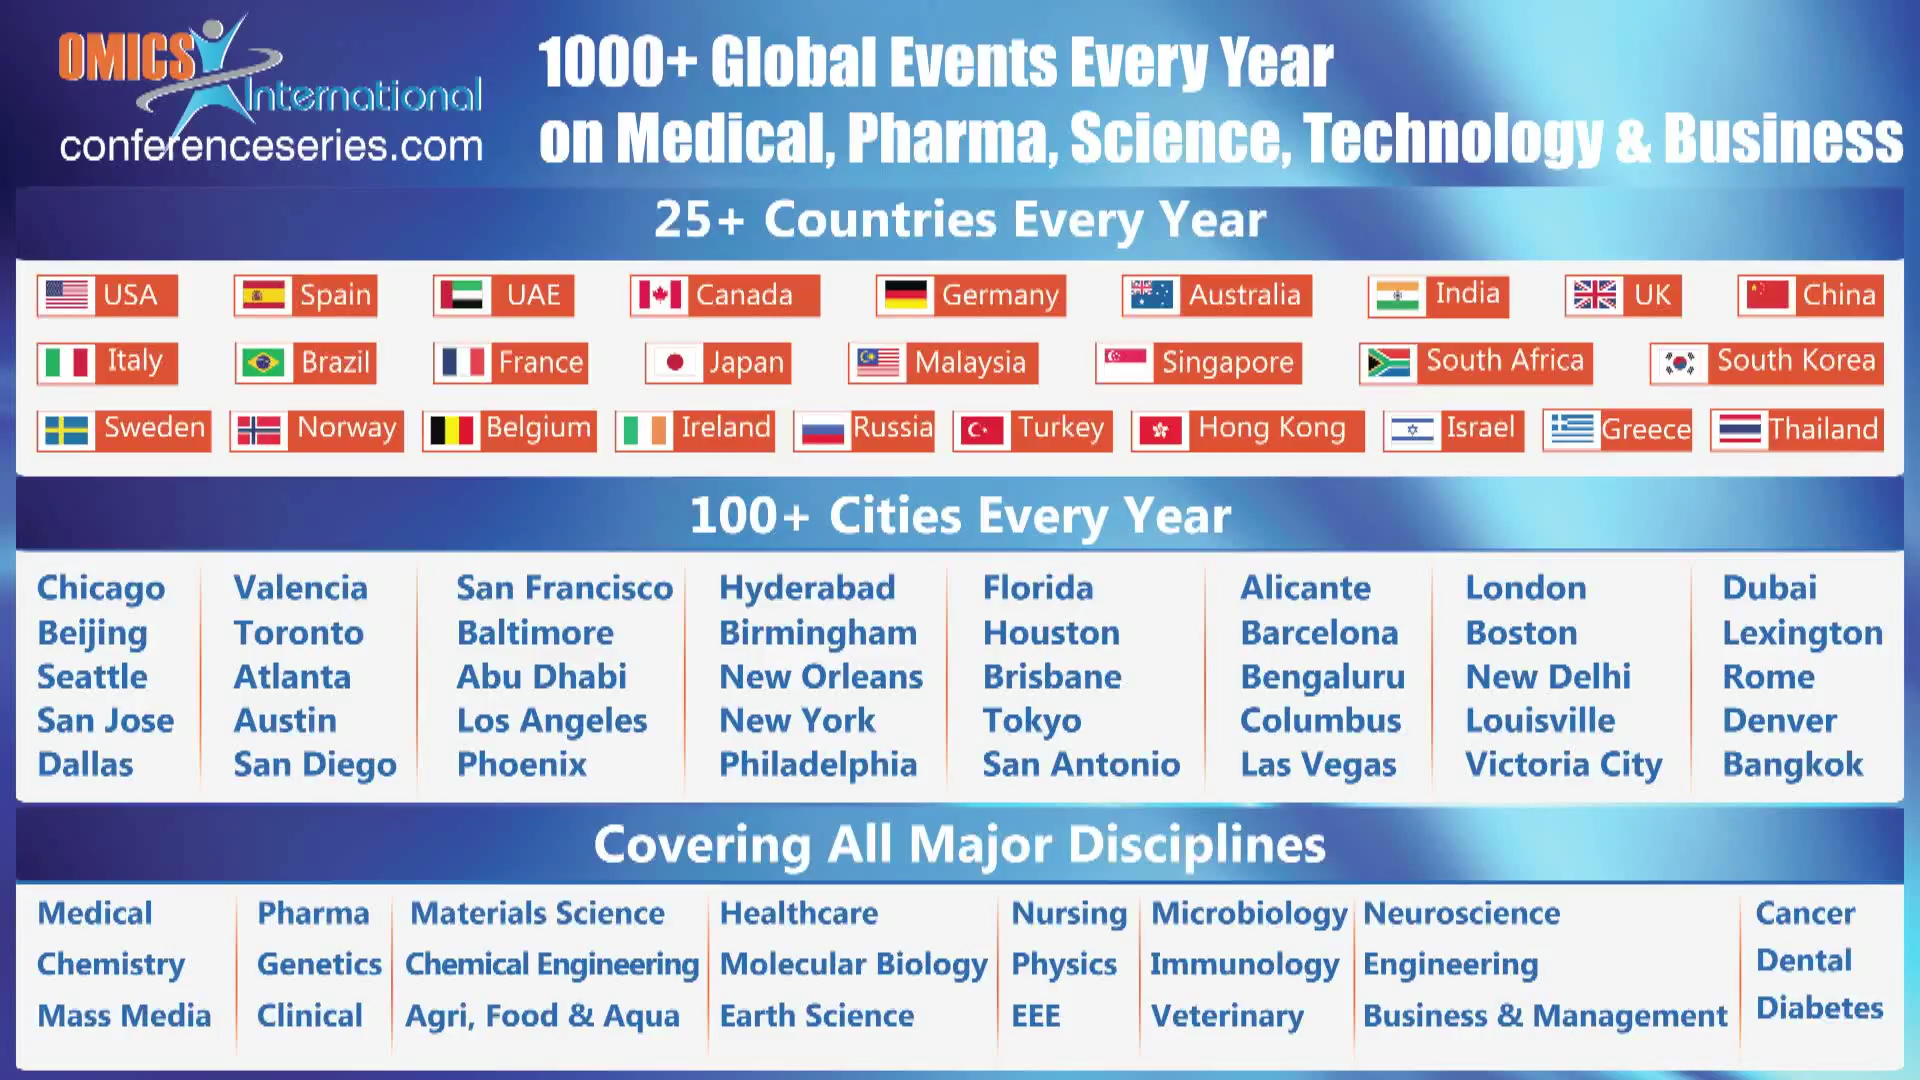 OMICS International
conferenceseries.com
1000+ Global Events Every Year
on Medical, Pharma, Science, Technology & Business
25+ Countries Every Year
USA Spain UAE Canada Germany Australia India UK China
Italy Brazil France Japan Malaysia Singapore South Africa South Korea
Sweden Norway Belgium Ireland Russia Turkey Hong Kong Israel Greece Thailand
100+ Cities Every Year
Chicago Valencia San Francisco Hyderabad Florida Alicante London Dubai
Beijing Toronto Baltimore Birmingham Houston Barcelona Boston Lexington
Seattle Atlanta Abu Dhabi New Orleans Brisbane Bengaluru New Delhi Rome
San Jose Austin Los Angeles New York Tokyo Columbus Louisville Denver
Dallas San Diego Phoenix Philadelphia San Antonio Las Vegas Victoria City Bangkok
Covering All Major Disciplines
Medical Pharma Materials Science Healthcare Nursing Microbiology Neuroscience Cancer
Chemistry Genetics Chemical Engineering Molecular Biology Physics Immunology Engineering Dental
Mass Media Clinical Agri, Food & Aqua Earth Science EEE Veterinary Business & Management Diabetes